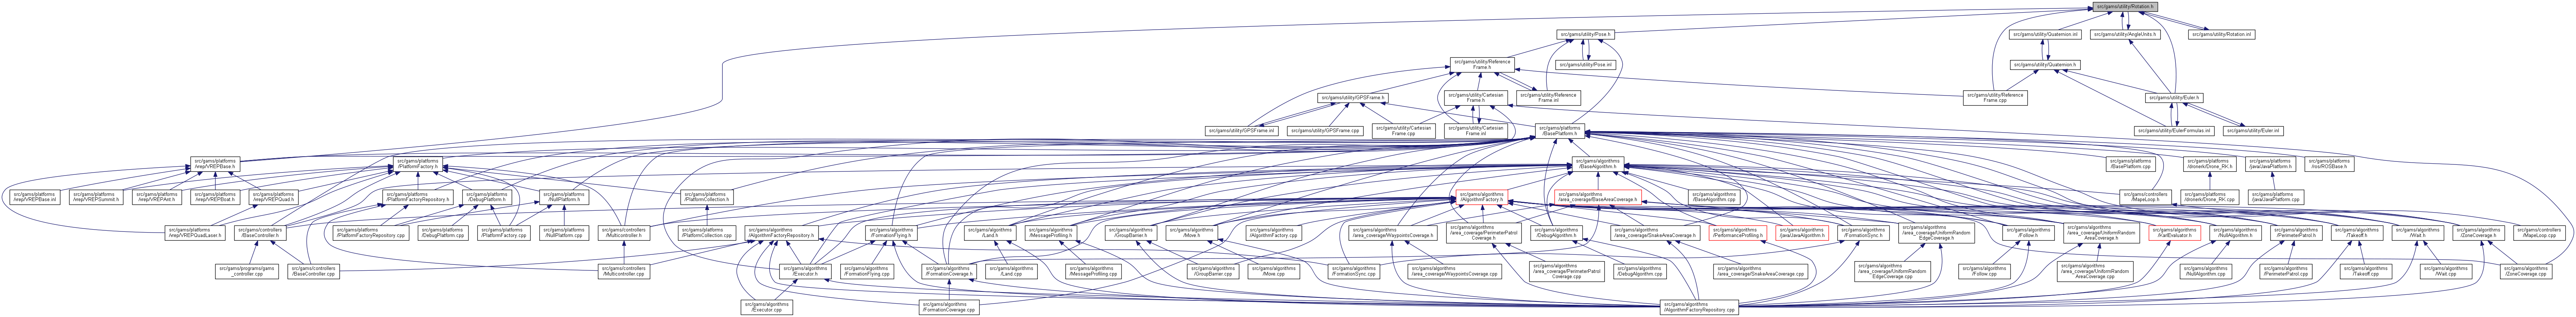 src/gams/utility/Rotation.h
src/gams/utility/Pose.h
src/gams/utility/Quaternion.inl
src/gams/utility/AngleUnits.h
src/gams/utility/Rotation.inl
src/gams/utility/Reference
Frame.h
src/gams/utility/Pose.inl
src/gams/utility/Quaternion.h
src/gams/utility/GPSFrame.h
src/gams/utility/Cartesian
Frame.h
src/gams/utility/Reference
Frame.inl
src/gams/utility/Reference
Frame.cpp
src/gams/utility/Euler.h
src/gams/utility/GPSFrame.inl
src/gams/utility/GPSFrame.cpp
src/gams/utility/Cartesian
Frame.cpp
src/gams/utility/Cartesian
Frame.inl
src/gams/platforms
/BasePlatform.h
src/gams/utility/EulerFormulas.inl
src/gams/utility/Euler.inl
src/gams/platforms
/vrep/VREPBase.h
src/gams/platforms
/PlatformFactory.h
src/gams/algorithms
/BaseAlgorithm.h
src/gams/platforms
/BasePlatform.cpp
src/gams/platforms
/dronerk/Drone_RK.h
src/gams/platforms
/java/JavaPlatform.h
src/gams/platforms
/ros/ROSBase.h
src/gams/platforms
/vrep/VREPBase.inl
src/gams/platforms
/vrep/VREPSummit.h
src/gams/platforms
/vrep/VREPAnt.h
src/gams/platforms
/vrep/VREPBoat.h
src/gams/platforms
/vrep/VREPQuad.h
src/gams/platforms
/PlatformFactoryRepository.h
src/gams/platforms
/DebugPlatform.h
src/gams/platforms
/NullPlatform.h
src/gams/platforms
/PlatformCollection.h
src/gams/algorithms
/AlgorithmFactory.h
src/gams/algorithms
/area_coverage/BaseAreaCoverage.h
src/gams/algorithms
/BaseAlgorithm.cpp
src/gams/controllers
/MapeLoop.h
src/gams/platforms
/dronerk/Drone_RK.cpp
src/gams/platforms
/java/JavaPlatform.cpp
src/gams/platforms
/vrep/VREPQuadLaser.h
src/gams/controllers
/BaseController.h
src/gams/platforms
/PlatformFactoryRepository.cpp
src/gams/platforms
/DebugPlatform.cpp
src/gams/platforms
/PlatformFactory.cpp
src/gams/platforms
/NullPlatform.cpp
src/gams/controllers
/Multicontroller.h
src/gams/platforms
/PlatformCollection.cpp
src/gams/algorithms
/AlgorithmFactoryRepository.h
src/gams/algorithms
/FormationFlying.h
src/gams/algorithms
/Land.h
src/gams/algorithms
/MessageProfiling.h
src/gams/algorithms
/GroupBarrier.h
src/gams/algorithms
/Move.h
src/gams/algorithms
/AlgorithmFactory.cpp
src/gams/algorithms
/area_coverage/WaypointsCoverage.h
src/gams/algorithms
/area_coverage/PerimeterPatrol
Coverage.h
src/gams/algorithms
/DebugAlgorithm.h
src/gams/algorithms
/area_coverage/SnakeAreaCoverage.h
src/gams/algorithms
/PerformanceProfiling.h
src/gams/algorithms
/java/JavaAlgorithm.h
src/gams/algorithms
/FormationSync.h
src/gams/algorithms
/area_coverage/UniformRandom
EdgeCoverage.h
src/gams/algorithms
/Follow.h
src/gams/algorithms
/area_coverage/UniformRandom
AreaCoverage.h
src/gams/algorithms
/KarlEvaluator.h
src/gams/algorithms
/NullAlgorithm.h
src/gams/algorithms
/PerimeterPatrol.h
src/gams/algorithms
/Takeoff.h
src/gams/algorithms
/Wait.h
src/gams/algorithms
/ZoneCoverage.h
src/gams/controllers
/MapeLoop.cpp
src/gams/programs/gams
_controller.cpp
src/gams/controllers
/BaseController.cpp
src/gams/controllers
/Multicontroller.cpp
src/gams/algorithms
/Executor.h
src/gams/algorithms
/FormationFlying.cpp
src/gams/algorithms
/FormationCoverage.h
src/gams/algorithms
/Land.cpp
src/gams/algorithms
/MessageProfiling.cpp
src/gams/algorithms
/GroupBarrier.cpp
src/gams/algorithms
/Move.cpp
src/gams/algorithms
/FormationSync.cpp
src/gams/algorithms
/area_coverage/WaypointsCoverage.cpp
src/gams/algorithms
/area_coverage/PerimeterPatrol
Coverage.cpp
src/gams/algorithms
/DebugAlgorithm.cpp
src/gams/algorithms
/area_coverage/SnakeAreaCoverage.cpp
src/gams/algorithms
/area_coverage/UniformRandom
EdgeCoverage.cpp
src/gams/algorithms
/Follow.cpp
src/gams/algorithms
/area_coverage/UniformRandom
AreaCoverage.cpp
src/gams/algorithms
/NullAlgorithm.cpp
src/gams/algorithms
/PerimeterPatrol.cpp
src/gams/algorithms
/Takeoff.cpp
src/gams/algorithms
/Wait.cpp
src/gams/algorithms
/ZoneCoverage.cpp
src/gams/algorithms
/Executor.cpp
src/gams/algorithms
/FormationCoverage.cpp
src/gams/algorithms
/AlgorithmFactoryRepository.cpp